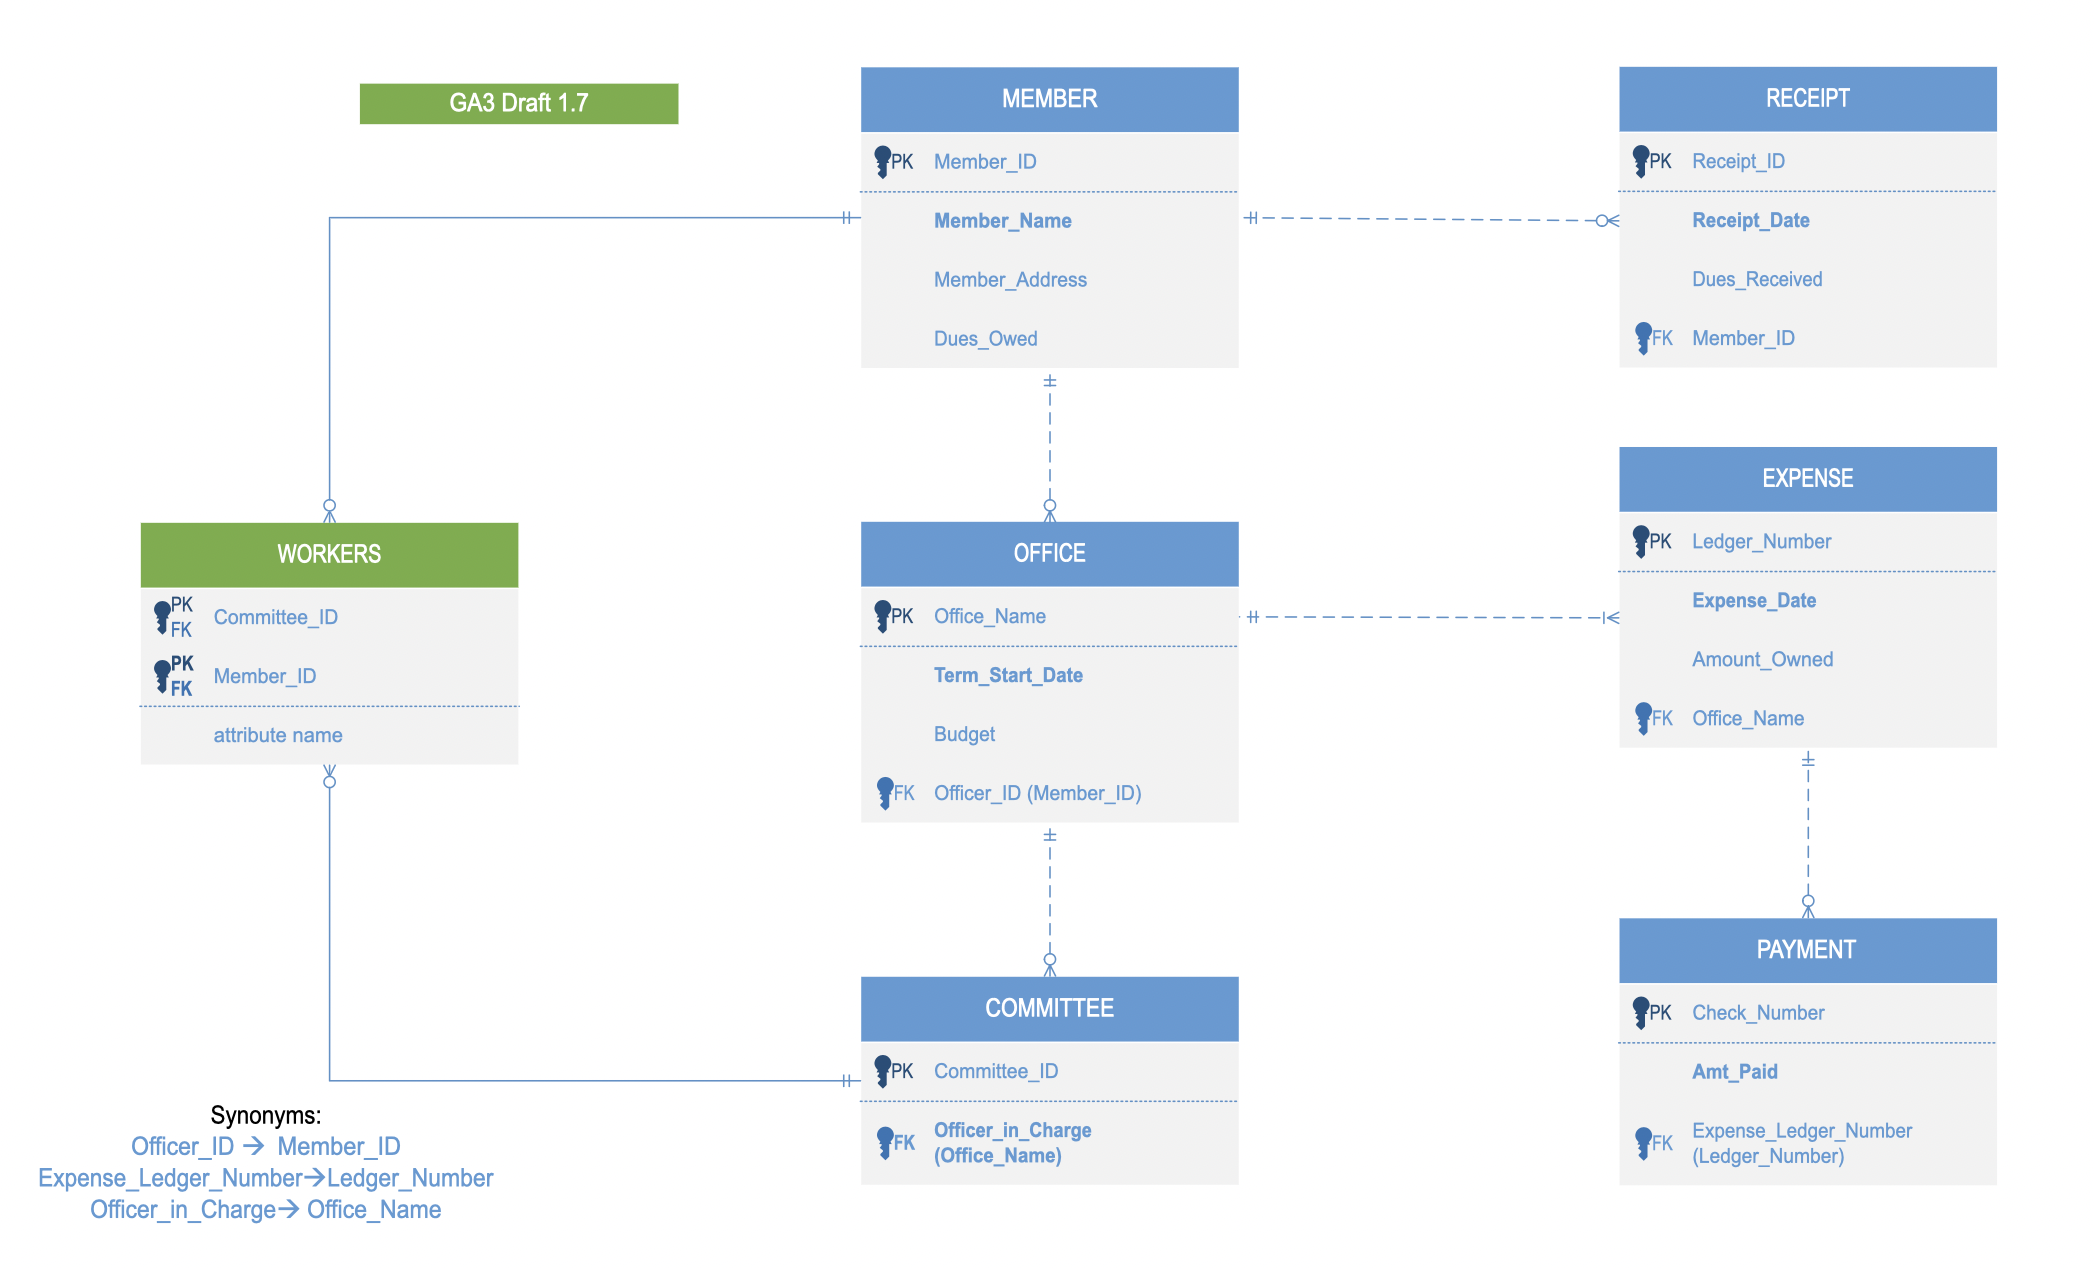 GA3 Draft 1.7
MEMBER
PK Member_ID
Member_Name
Member_Address
Dues_Owed
RECEIPT
PK Receipt_ID
Receipt_Date
Dues_Received
FK Member_ID
WORKERS
PK
FK
Committee_ID
PK
FK
Member_ID
attribute name
OFFICE
PK Office_Name
Term_Start_Date
Budget
FK Officer_ID (Member_ID)
EXPENSE
PK Ledger_Number
Expense_Date
Amount_Owned
FK Office_Name
COMMITTEE
PK Committee_ID
FK Officer_in_Charge
(Office_Name)
PAYMENT
PK Check_Number
Amt_Paid
FK Expense_Ledger_Number
(Ledger_Number)
Synonyms:
Officer_ID → Member_ID
Expense_Ledger_Number→Ledger_Number
Officer_in_Charge→ Office_Name